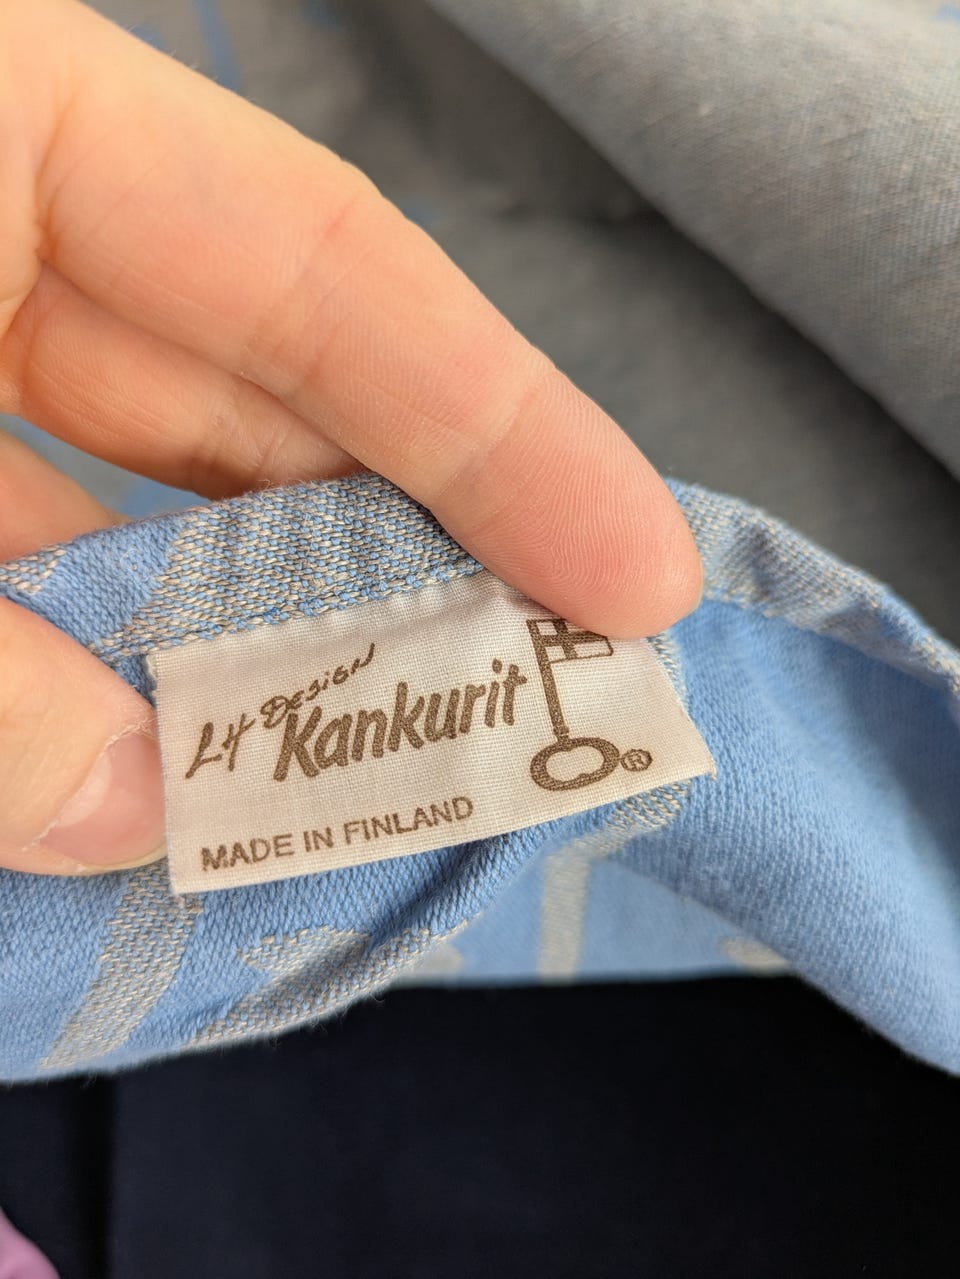 LH DESIGN
Kankurit ®
MADE IN FINLAND